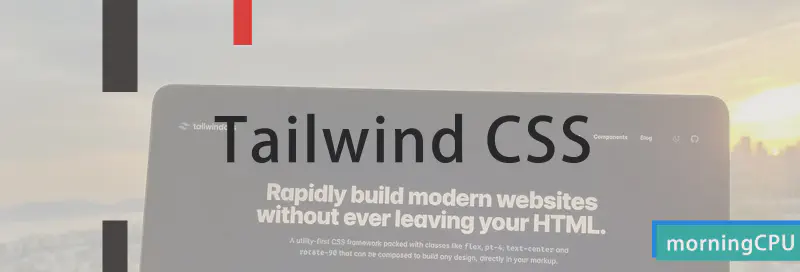 Tailwind CSS
tailwindcss
Components Blog
Rapidly build modern websites
without ever leaving your HTML.
A utility-first CSS framework packed with classes like flex, pt-4, text-center and
rotate-90 that can be composed to build any design, directly in your markup.
morningCPU